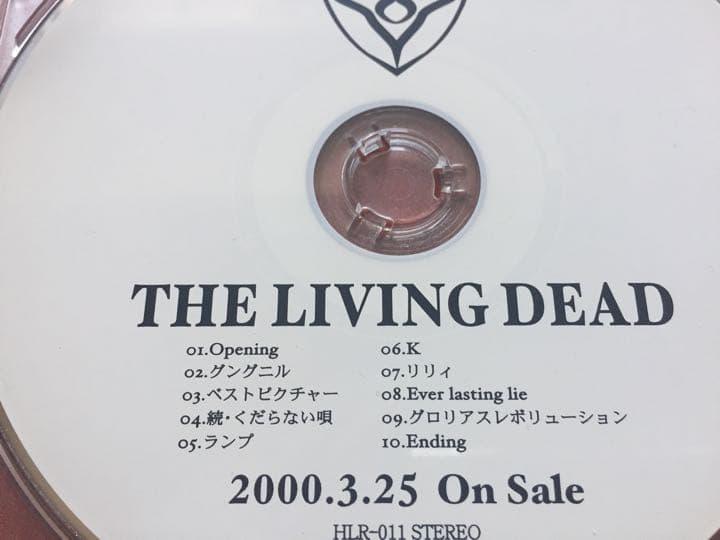 THE LIVING DEAD
01.Opening
02.グングニル
03.ベストピクチャー
04.続・くだらない唄
05.ランプ
06.K
07.リリィ
08.Ever lasting lie
09.グロリアスレボリューション
10.Ending
2000.3.25 On Sale
HLR-011 STEREO